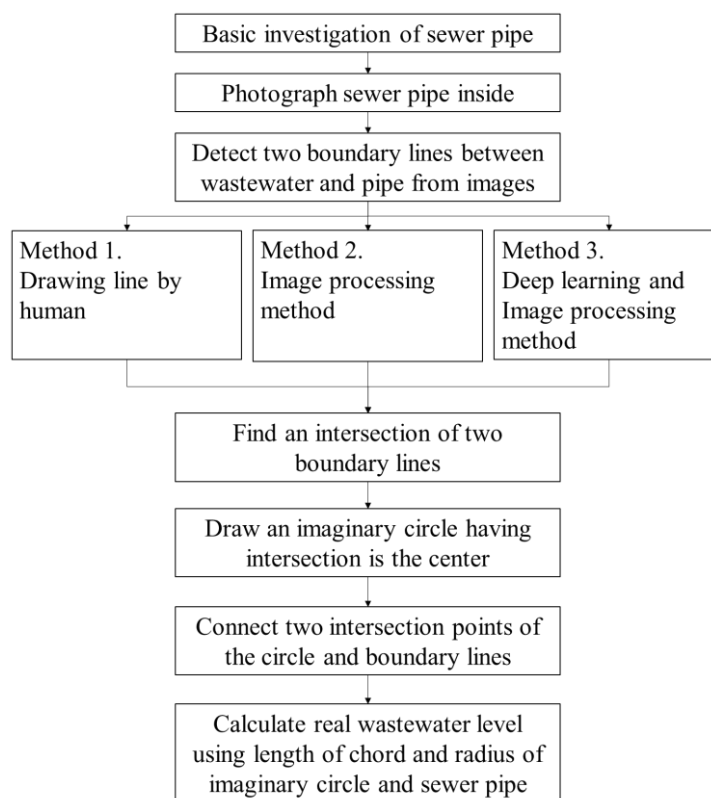 Basic investigation of sewer pipe
Photograph sewer pipe inside
Detect two boundary lines between
wastewater and pipe from images
Method 1.
Drawing line by
human
Method 2.
Image processing
method
Method 3.
Deep learning and
Image processing
method
Find an intersection of two
boundary lines
Draw an imaginary circle having
intersection is the center
Connect two intersection points of
the circle and boundary lines
Calculate real wastewater level
using length of chord and radius of
imaginary circle and sewer pipe